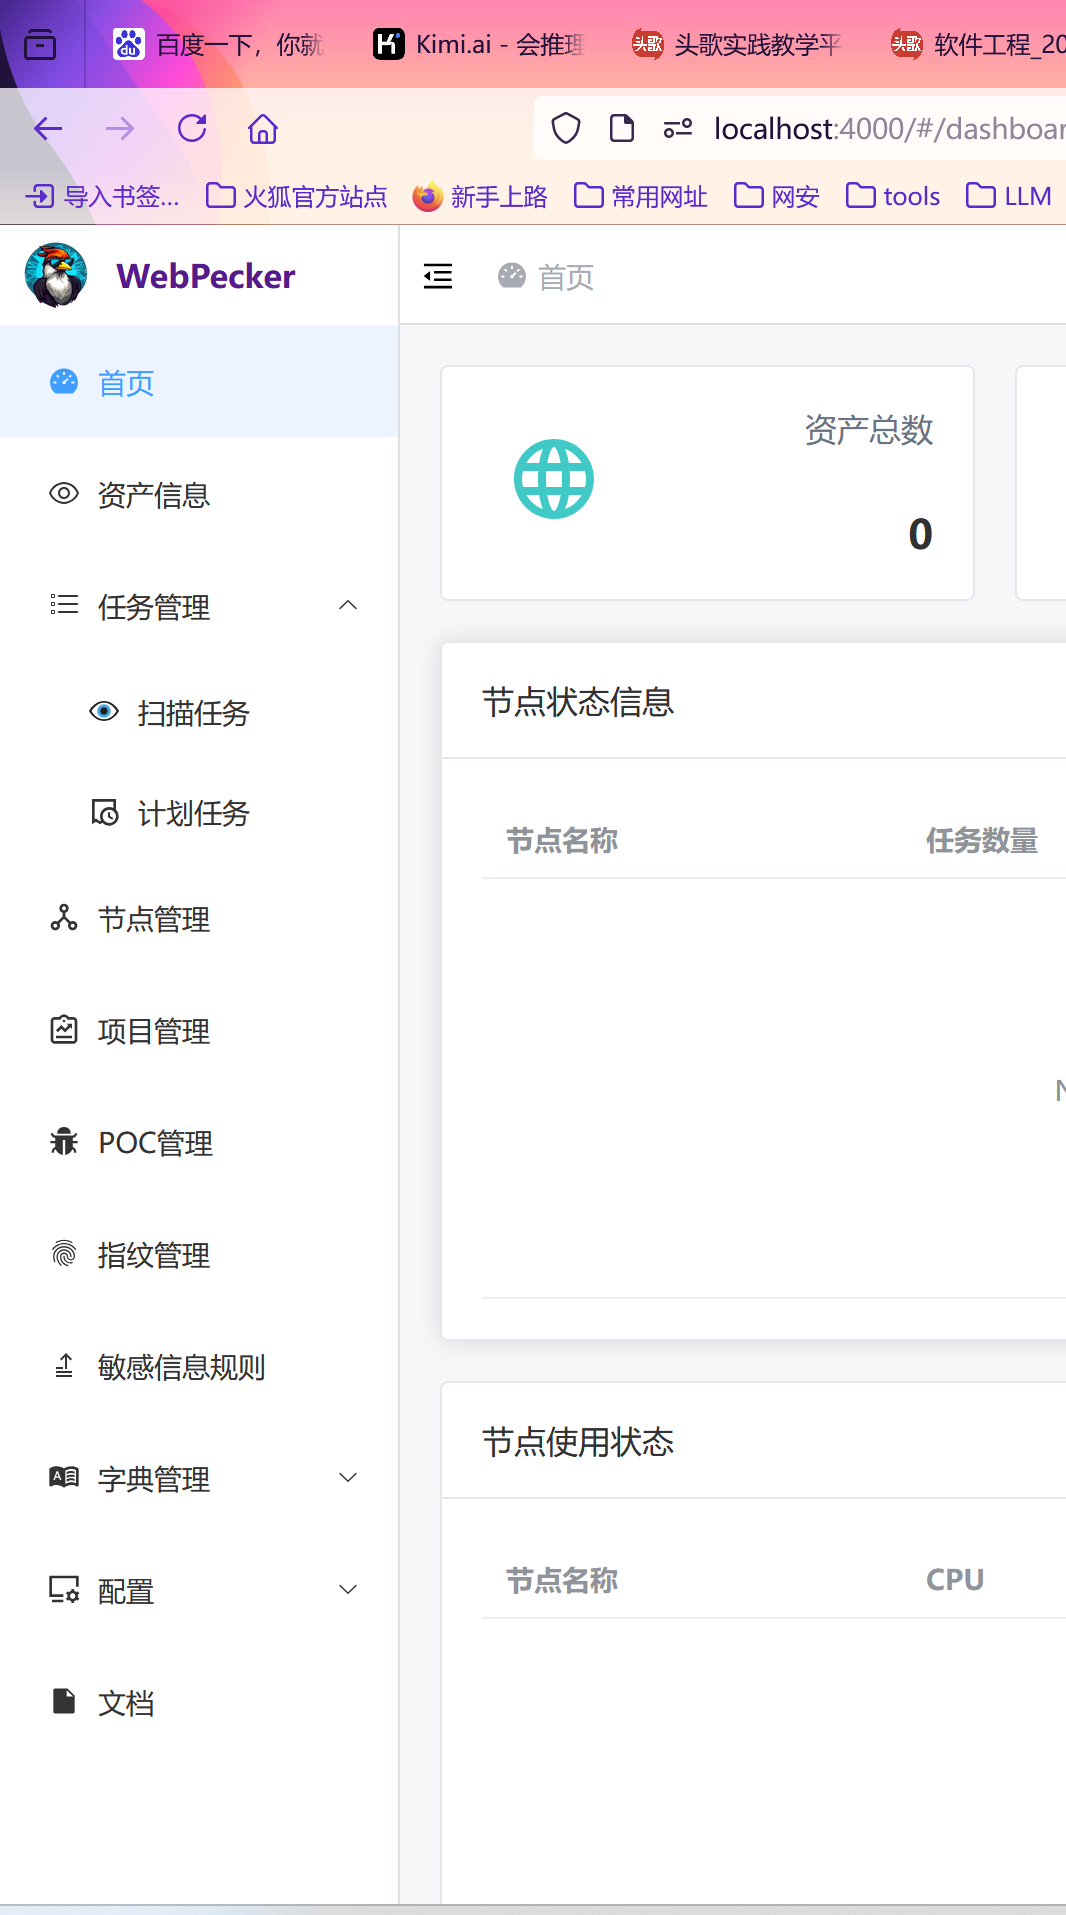 百度一下，你就
Kimi.ai - 会推理
头歌 头歌实践教学平
头歌 软件工程_20
localhost:4000/#/dashboar
导入书签...
火狐官方站点
新手上路
常用网址
网安
tools
LLM
WebPecker
首页
首页
资产信息
任务管理
扫描任务
计划任务
节点管理
项目管理
POC管理
指纹管理
敏感信息规则
字典管理
配置
文档
资产总数
0
节点状态信息
节点名称
任务数量
节点使用状态
节点名称
CPU